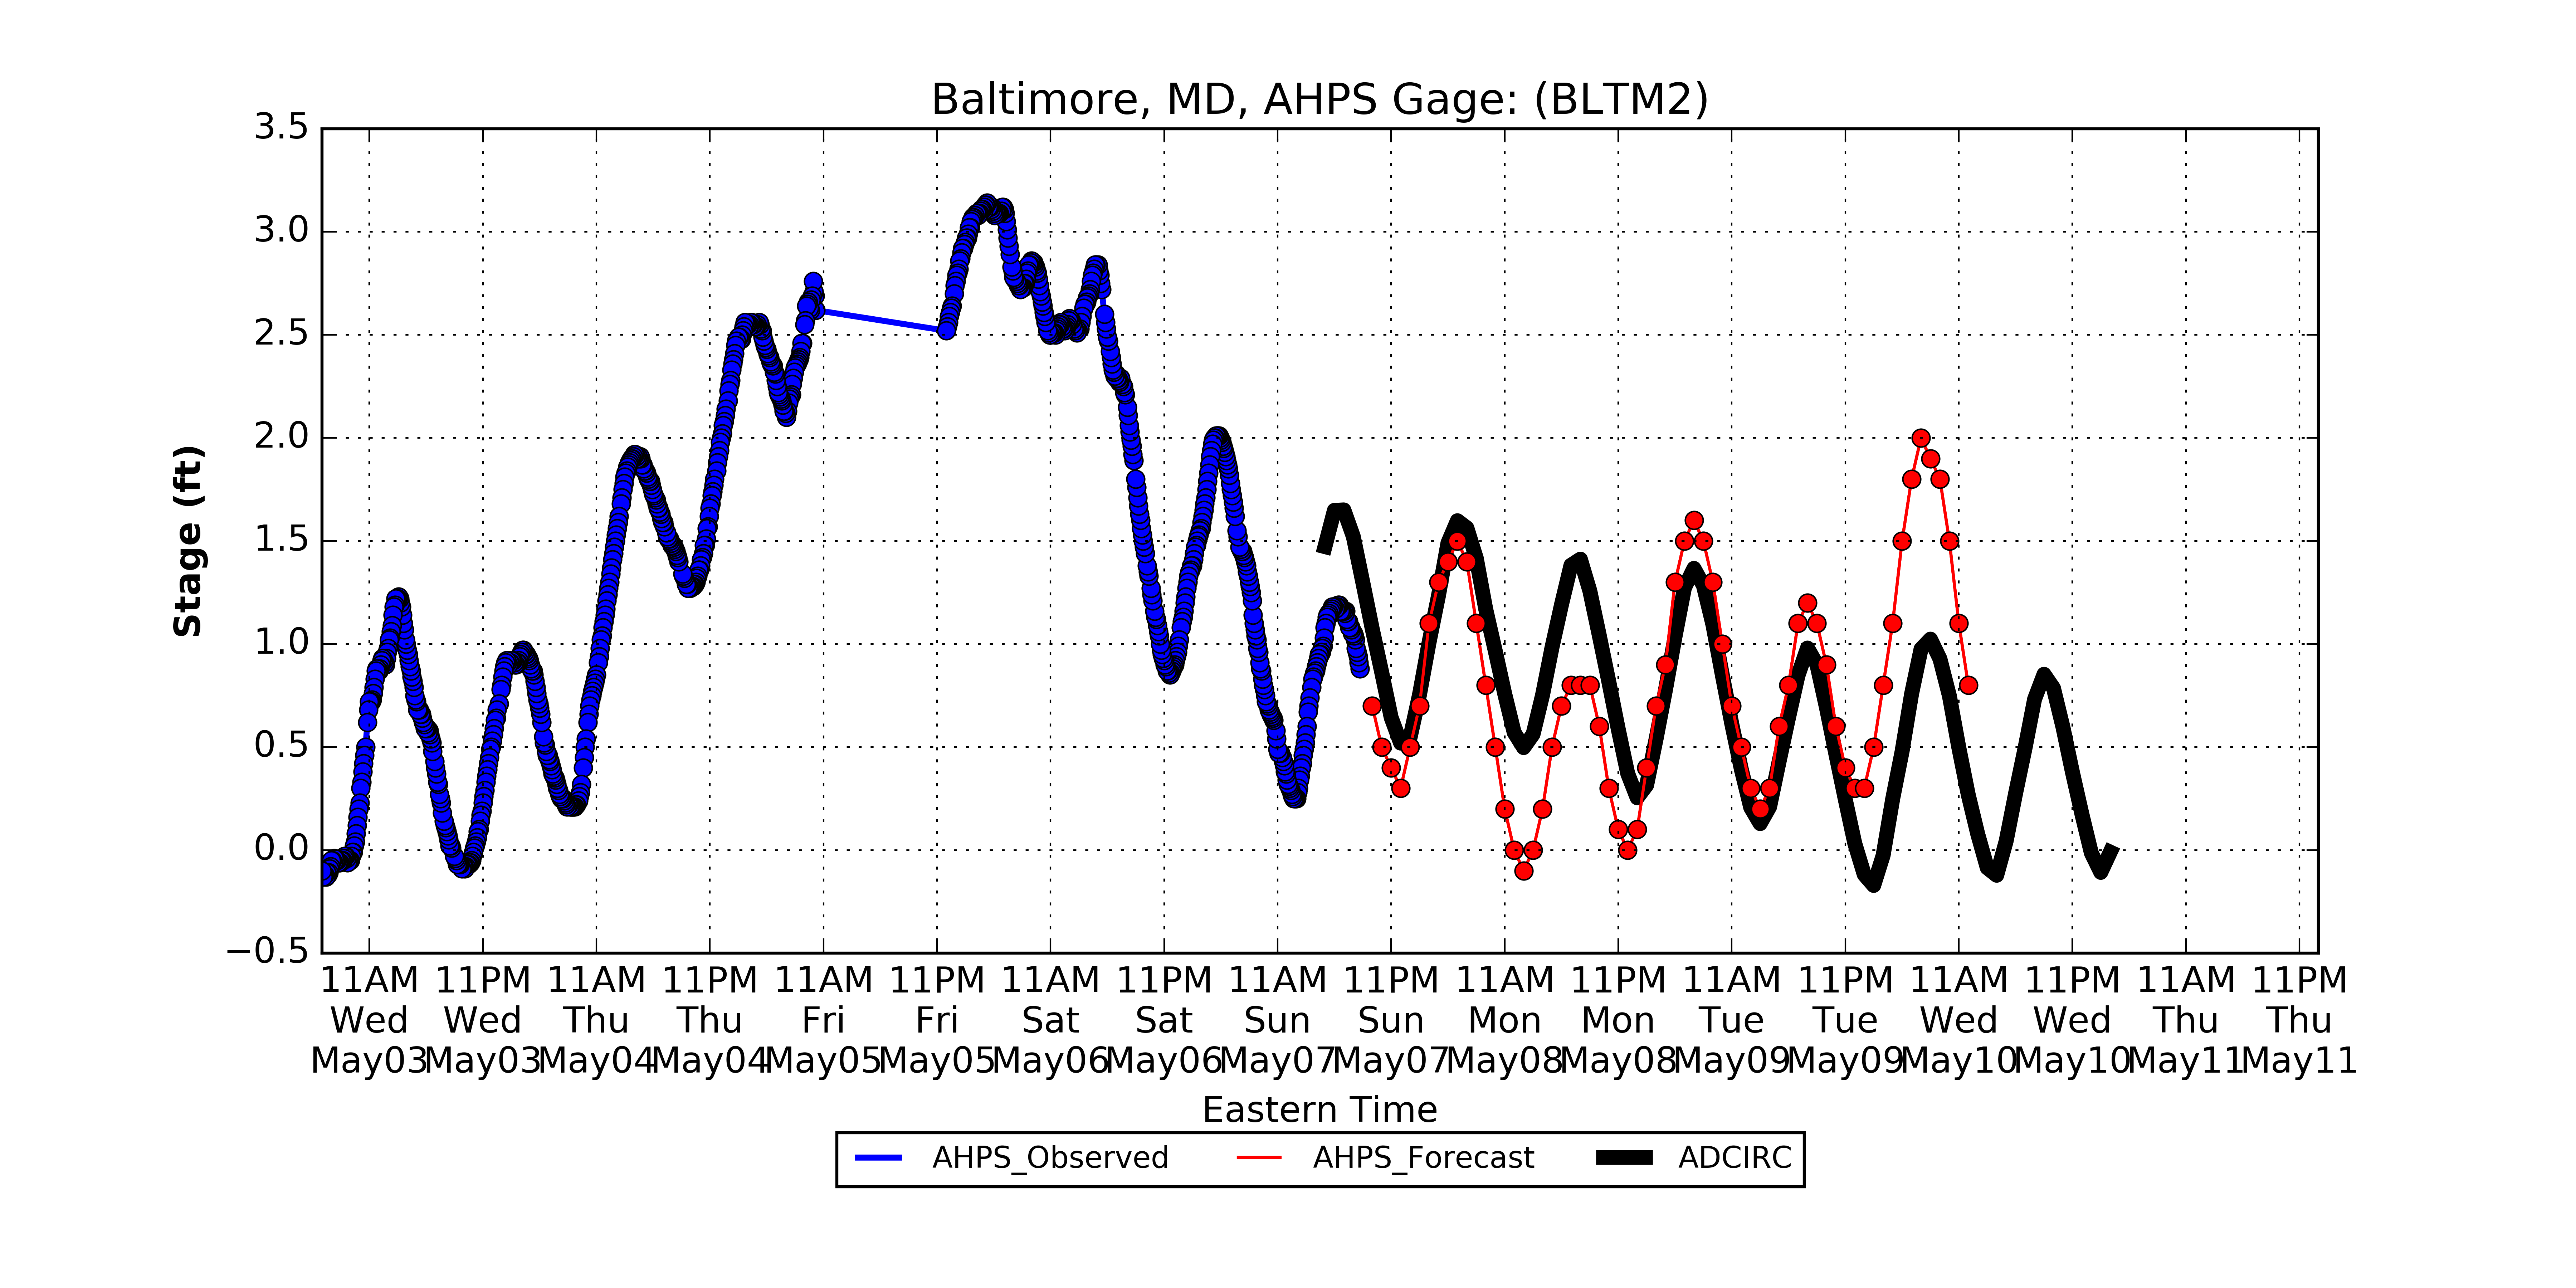 Baltimore, MD, AHPS Gage: (BLTM2)
Stage (ft)
3.5
3.0
2.5
2.0
1.5
1.0
0.5
0.0
−0.5
11AM 11PM 11AM 11PM 11AM 11PM 11AM 11PM 11AM 11PM 11AM 11PM 11AM 11PM 11AM 11PM 11AM 11PM
Wed Wed Thu Thu Fri Fri Sat Sat Sun Sun Mon Mon Tue Tue Wed Wed Thu Thu
May03 May03 May04 May04 May05 May05 May06 May06 May07 May07 May08 May08 May09 May09 May10 May10 May11 May11
Eastern Time
AHPS_Observed AHPS_Forecast ADCIRC